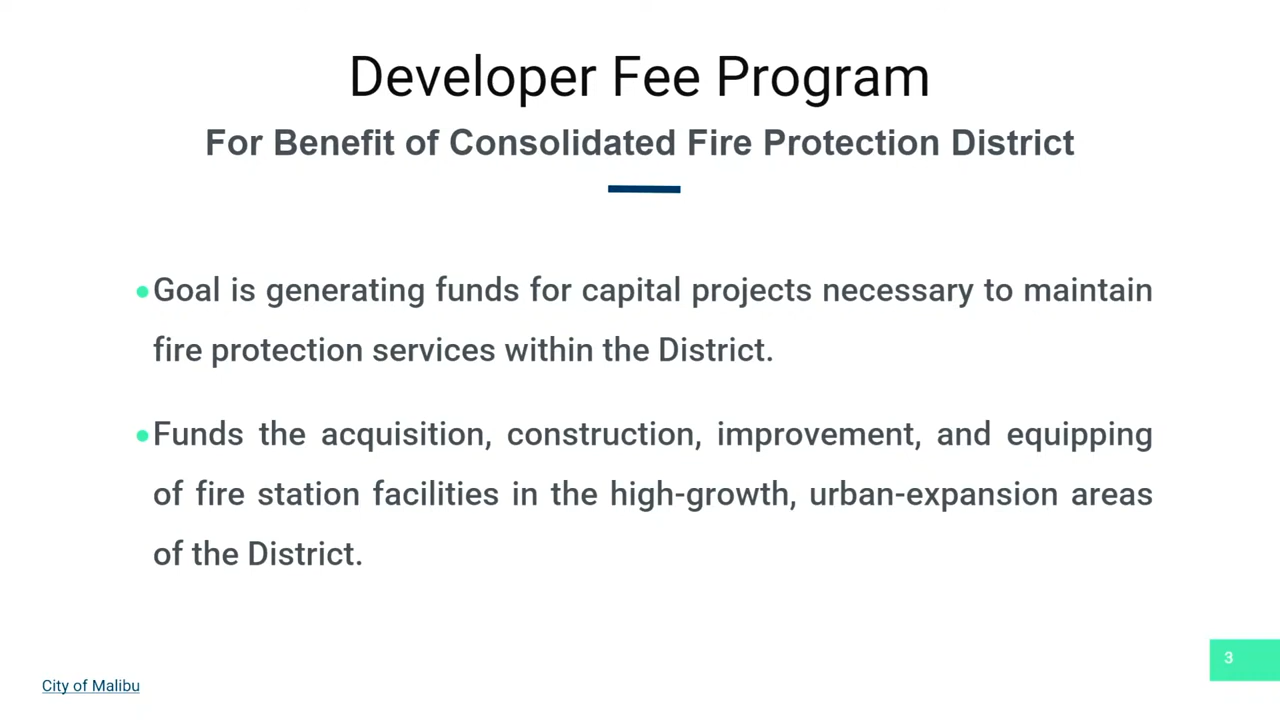 Developer Fee Program
For Benefit of Consolidated Fire Protection District
•Goal is generating funds for capital projects necessary to maintain
fire protection services within the District.
•Funds the acquisition, construction, improvement, and equipping
of fire station facilities in the high-growth, urban-expansion areas
of the District.
3
City of Malibu